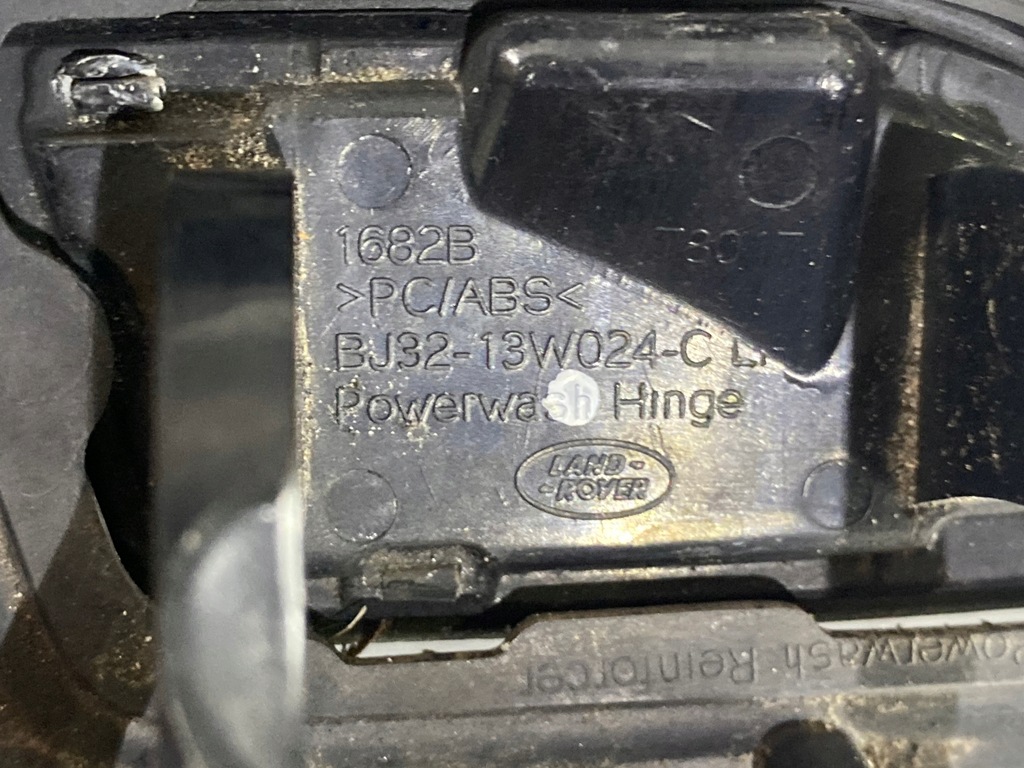 1682B
>PC/ABS<
BJ32-13W024-C
Powerwash Hinge
LAND-
-ROVER
Powerwash Reinforcer